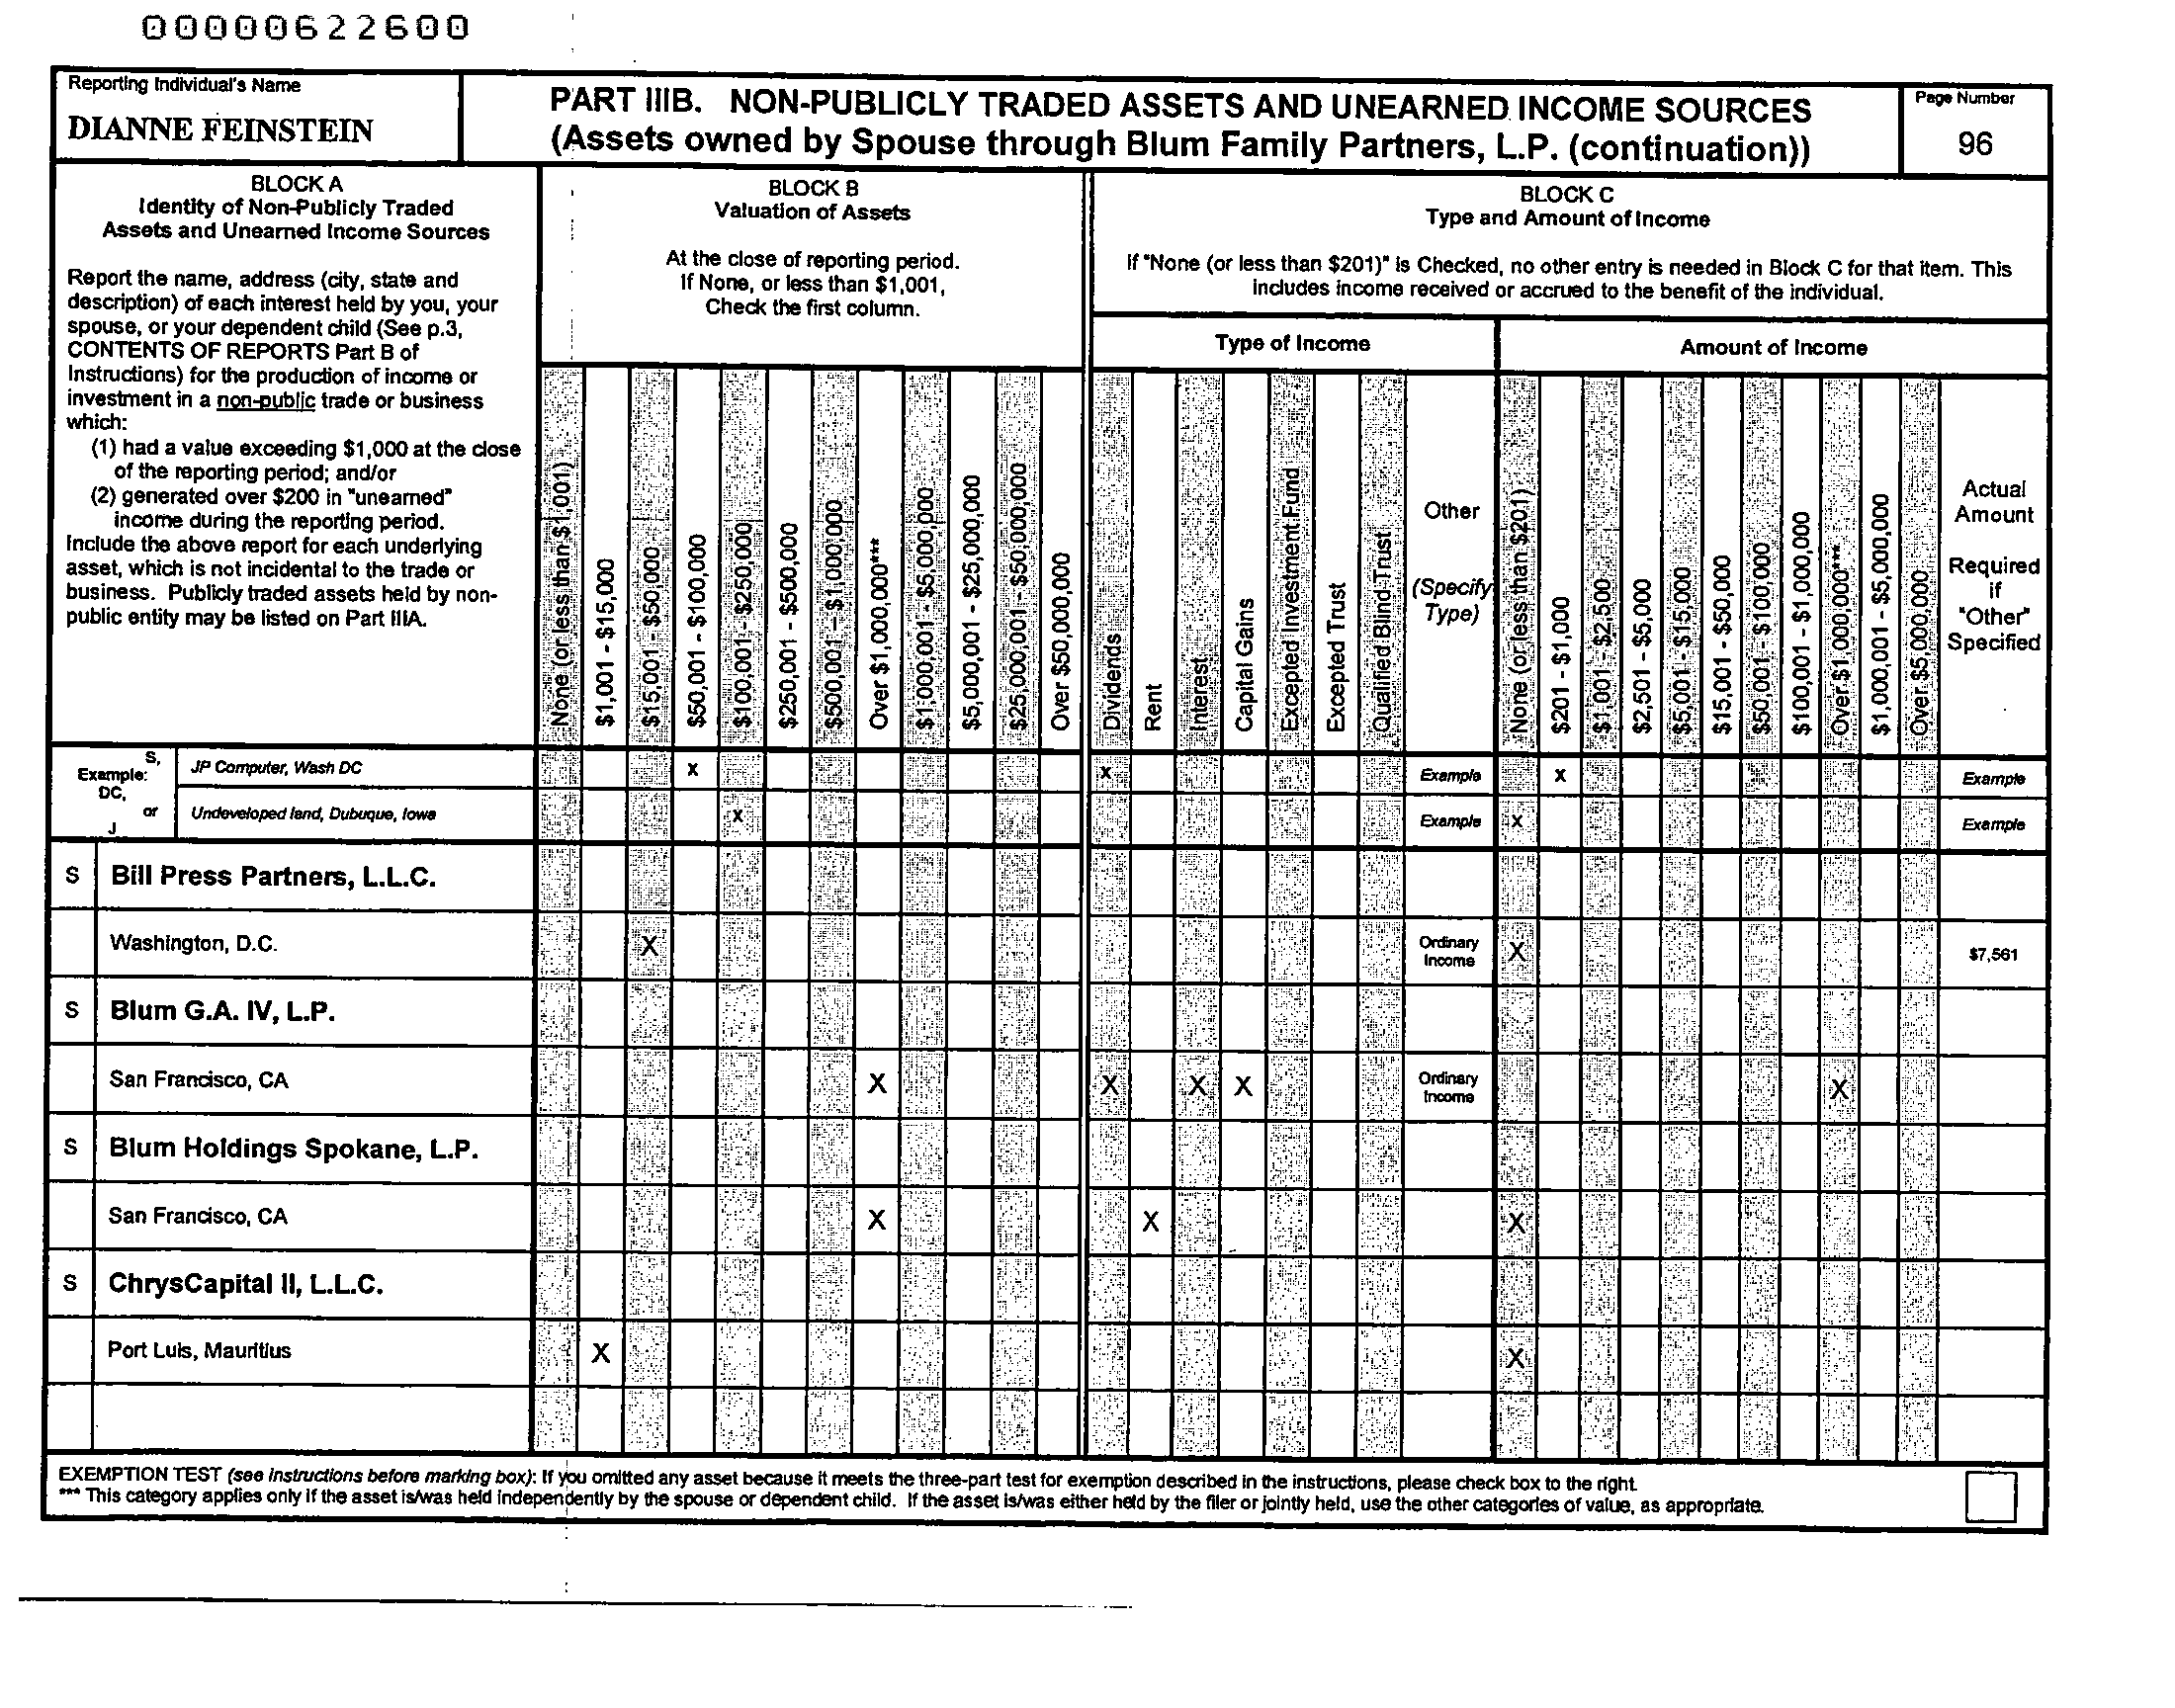 00000622600
Reporting Individual's Name
DIANNE FEINSTEIN
PART IIIB. NON-PUBLICLY TRADED ASSETS AND UNEARNED INCOME SOURCES
(Assets owned by Spouse through Blum Family Partners, L.P. (continuation))
Page Number
96
BLOCK A
Identity of Non-Publicly Traded
Assets and Unearned Income Sources
Report the name, address (city, state and
description) of each interest held by you, your
spouse, or your dependent child (See p.3,
CONTENTS OF REPORTS Part B of
Instructions) for the production of income or
investment in a non-public trade or business
which:
(1) had a value exceeding $1,000 at the close
of the reporting period; and/or
(2) generated over $200 in "unearned"
income during the reporting period.
Include the above report for each underlying
asset, which is not incidental to the trade or
business. Publicly traded assets held by non-
public entity may be listed on Part IIIA.
BLOCK B
Valuation of Assets
At the close of reporting period.
If None, or less than $1,001,
Check the first column.
None (or less than $1,001)
$1,001 - $15,000
$15,001 - $50,000
$50,001 - $100,000
$100,001 - $250,000
$250,001 - $500,000
$500,001 - $1,000,000
Over $1,000,000***
$1,000,001 - $5,000,000
$5,000,001 - $25,000,000
$25,000,001 - $50,000,000
Over $50,000,000
BLOCK C
Type and Amount of Income
If "None (or less than $201)" is Checked, no other entry is needed in Block C for that item. This
includes income received or accrued to the benefit of the individual.
Type of Income
Amount of Income
Dividends
Rent
Interest
Capital Gains
Excepted Investment Fund
Excepted Trust
Qualified Blind Trust
Other
(Specify
Type)
None (or less than $201)
$201 - $1,000
$1,001 - $2,500
$2,501 - $5,000
$5,001 - $15,000
$15,001 - $50,000
$50,001 - $100,000
$100,001 - $1,000,000
Over $1,000,000***
$1,000,001 - $5,000,000
Over $5,000,000
Actual
Amount
Required
if
"Other"
Specified
S,
Example:
DC,
or
J
JP Computer, Wash DC x x Example x Example
Undeveloped land, Dubuque, Iowa x Example x Example
S Bill Press Partners, L.L.C.
Washington, D.C. X Ordinary Income X $7,561
S Blum G.A. IV, L.P.
San Francisco, CA X X X X Ordinary Income X
S Blum Holdings Spokane, L.P.
San Francisco, CA X X X
S ChrysCapital II, L.L.C.
Port Luis, Mauritius X X
EXEMPTION TEST (see instructions before marking box): If you omitted any asset because it meets the three-part test for exemption described in the instructions, please check box to the right.
*** This category applies only if the asset is/was held independently by the spouse or dependent child. If the asset is/was either held by the filer or jointly held, use the other categories of value, as appropriate.